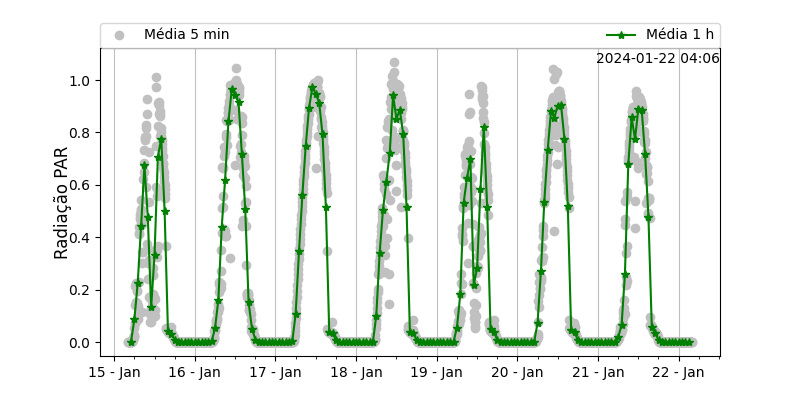 Média 5 min
Média 1 h
2024-01-22 04:06
Radiação PAR
1.0
0.8
0.6
0.4
0.2
0.0
15 - Jan
16 - Jan
17 - Jan
18 - Jan
19 - Jan
20 - Jan
21 - Jan
22 - Jan